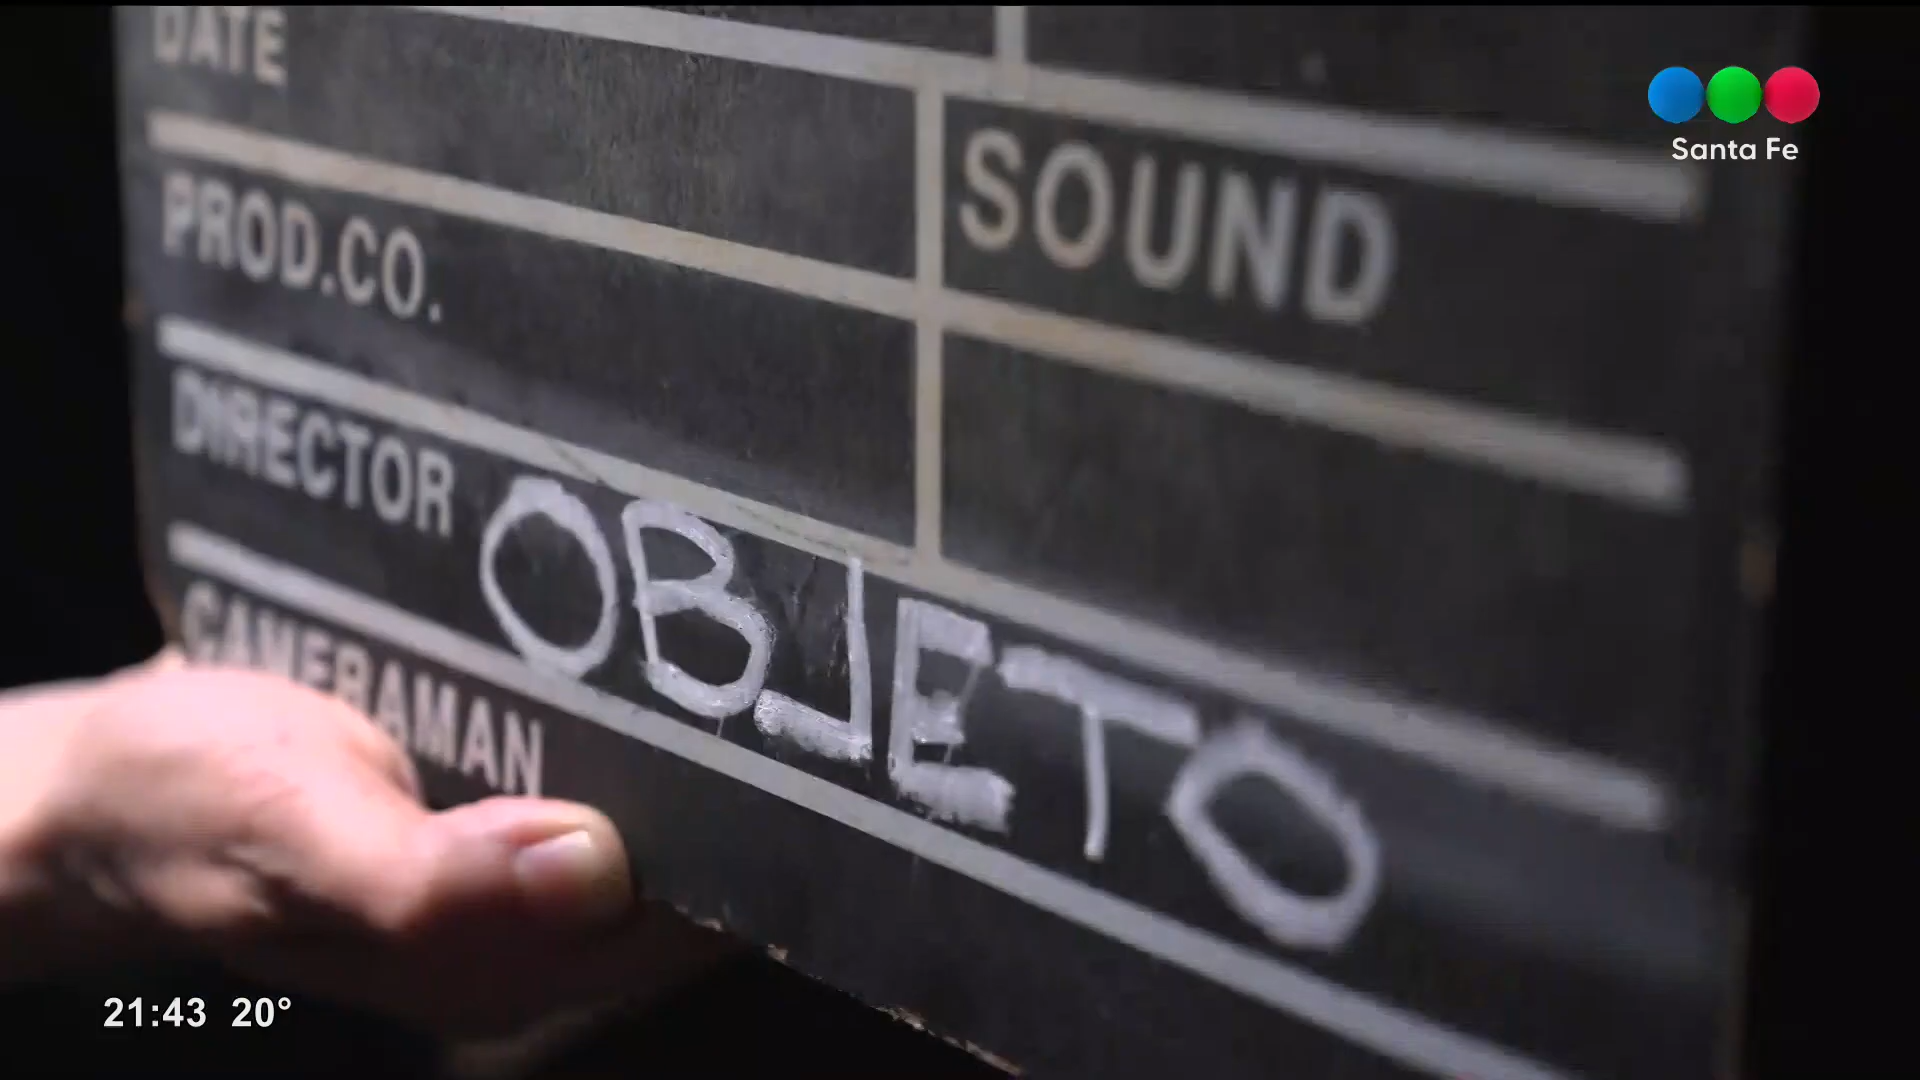 DATE
SOUND
PROD.CO.
DIRECTOR OBJETO
CAMERAMAN
Santa Fe
21:43 20°